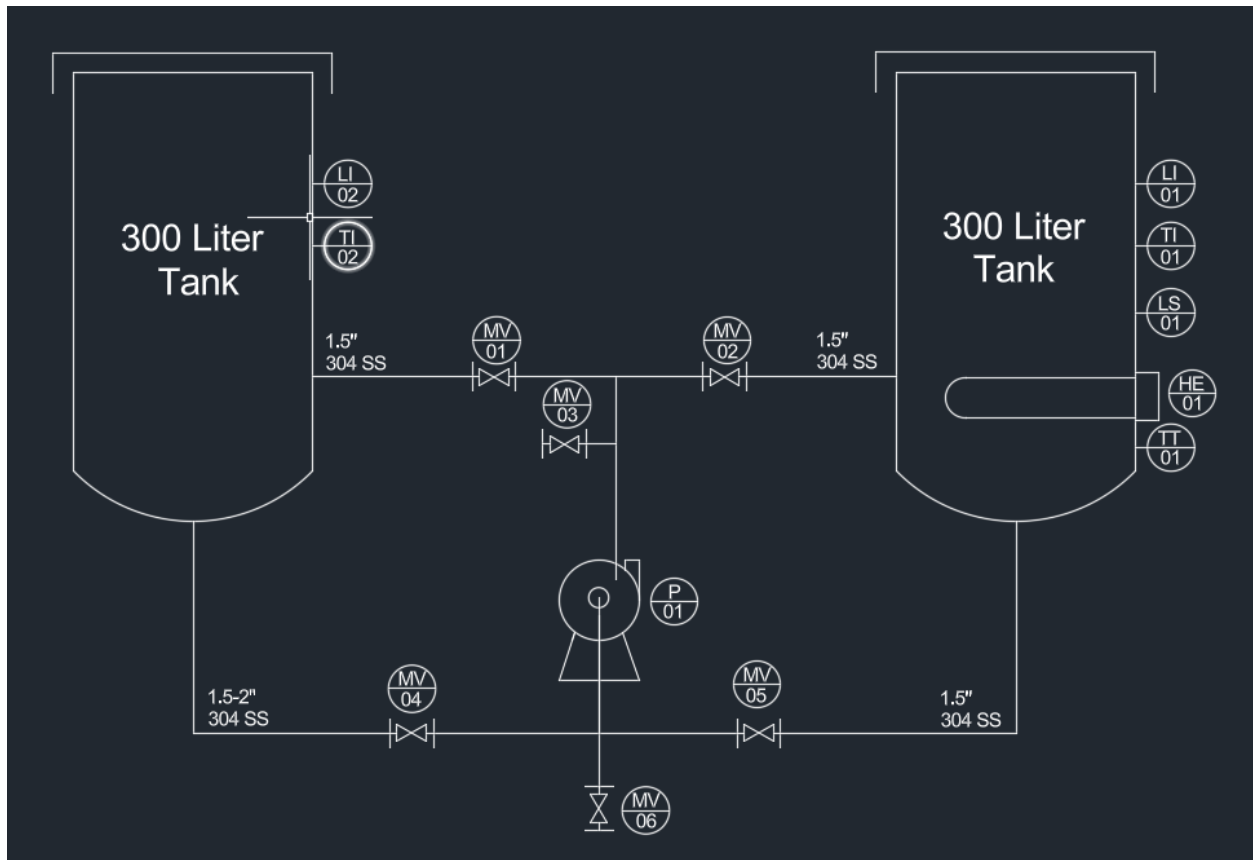 LI
02
TI
02
300 Liter
Tank
LI
01
TI
01
LS
01
300 Liter
Tank
1.5"
304 SS
MV
01
MV
02
1.5"
304 SS
MV
03
HE
01
TT
01
P
01
1.5-2"
304 SS
MV
04
MV
05
1.5"
304 SS
MV
06